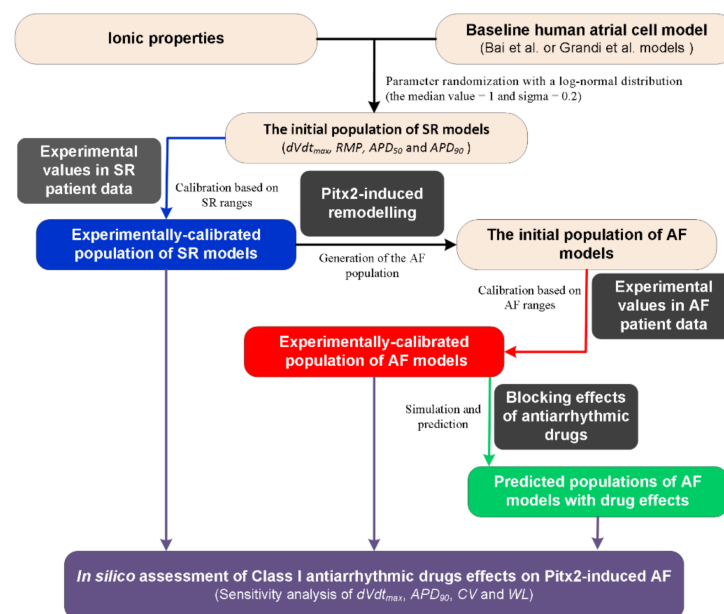 Ionic properties
Baseline human atrial cell model
(Bai et al. or Grandi et al. models )
Parameter randomization with a log-normal distribution
(the median value = 1 and sigma = 0.2)
The initial population of SR models
(dVdtmax, RMP, APD50 and APD90 )
Experimental
values in SR
patient data
Calibration based on
SR ranges
Pitx2-induced
remodelling
Experimentally-calibrated
population of SR models
Generation of the AF
population
The initial population of AF
models
Calibration based on
AF ranges
Experimental
values in AF
patient data
Experimentally-calibrated
population of AF models
Simulation and
prediction
Blocking effects
of antiarrhythmic
drugs
Predicted populations of AF
models with drug effects
In silico assessment of Class I antiarrhythmic drugs effects on Pitx2-induced AF
(Sensitivity analysis of dVdtmax, APD90, CV and WL)